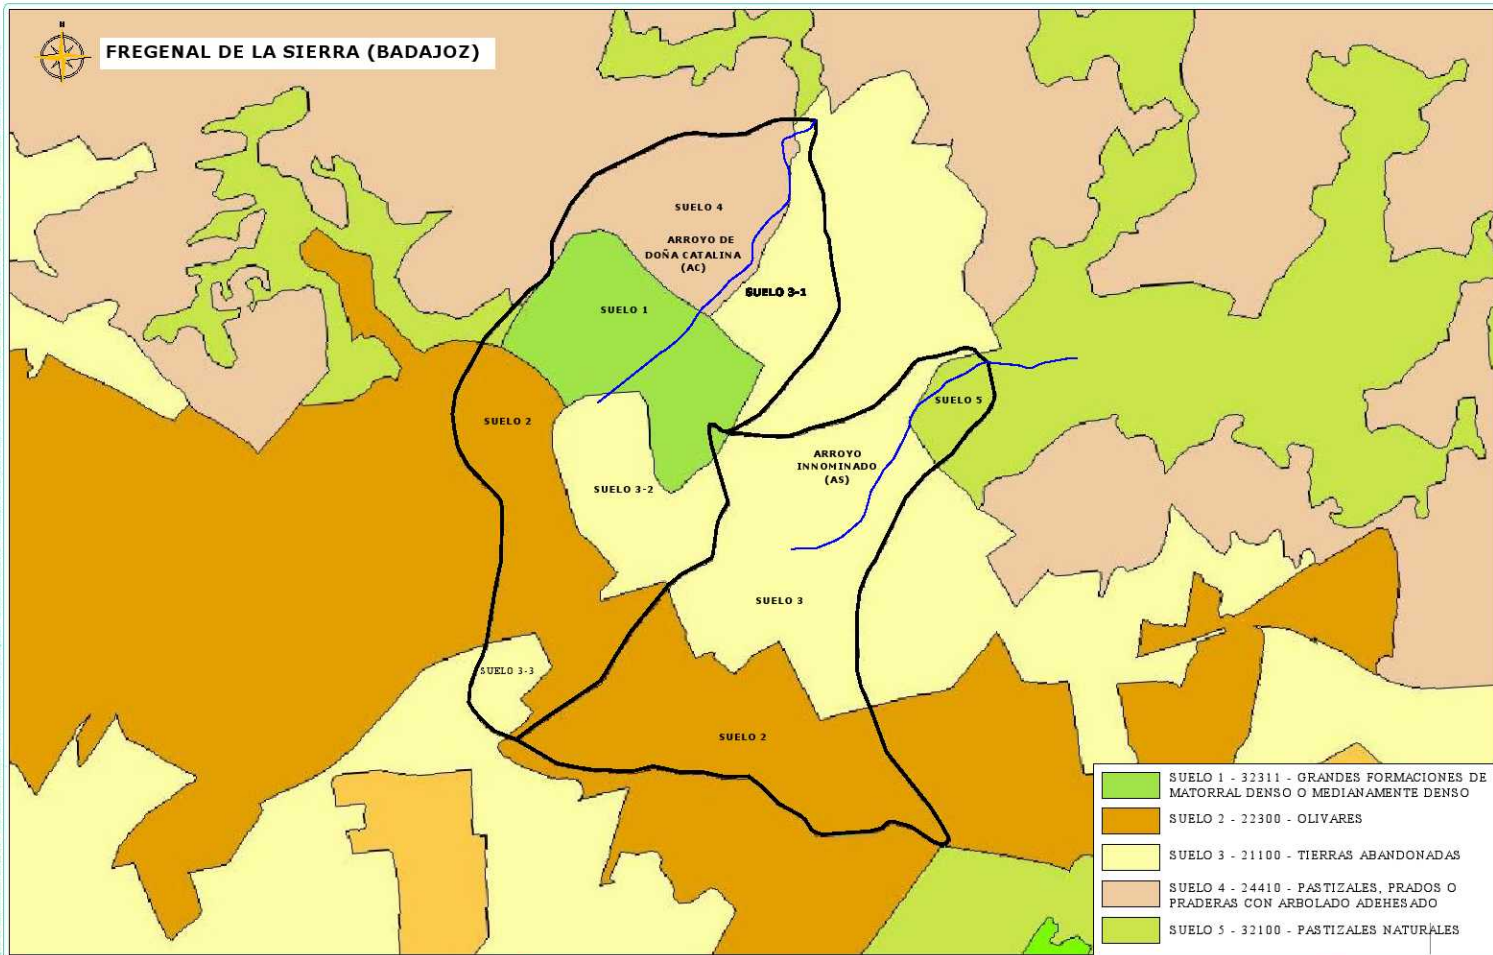 N
FREGENAL DE LA SIERRA (BADAJOZ)
SUELO 4
ARROYO DE
DOÑA CATALINA
(AC)
SUELO 3-1
SUELO 1
SUELO 2
SUELO 5
ARROYO
INNOMINADO
(AS)
SUELO 3-2
SUELO 3
SUELO 3-3
SUELO 2
SUELO 1 - 32311 - GRANDES FORMACIONES DE
MATORRAL DENSO O MEDIANAMENTE DENSO
SUELO 2 - 22300 - OLIVARES
SUELO 3 - 21100 - TIERRAS ABANDONADAS
SUELO 4 - 24410 - PASTIZALES, PRADOS O
PRADERAS CON ARBOLADO ADEHESADO
SUELO 5 - 32100 - PASTIZALES NATURALES